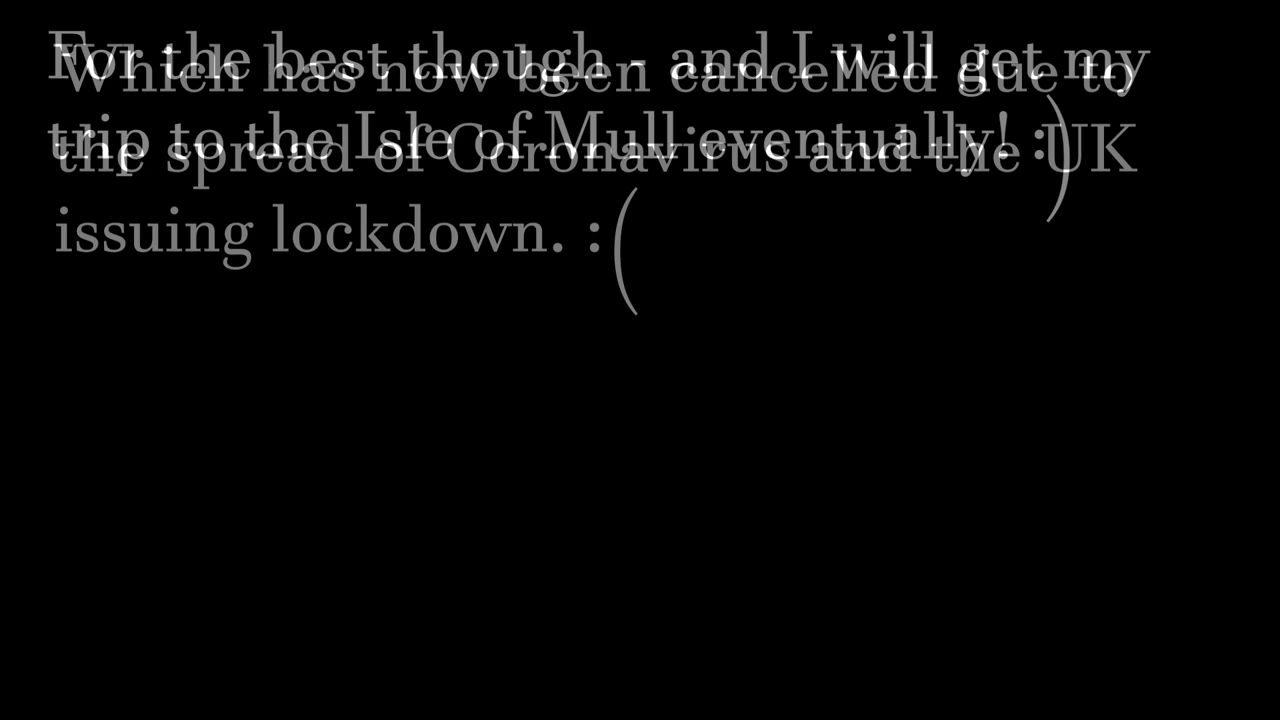 Which has now been cancelled due to
the spread of Coronavirus and the UK
issuing lockdown. :(
For the best though - and I will get my
trip to the Isle of Mull eventually! :)